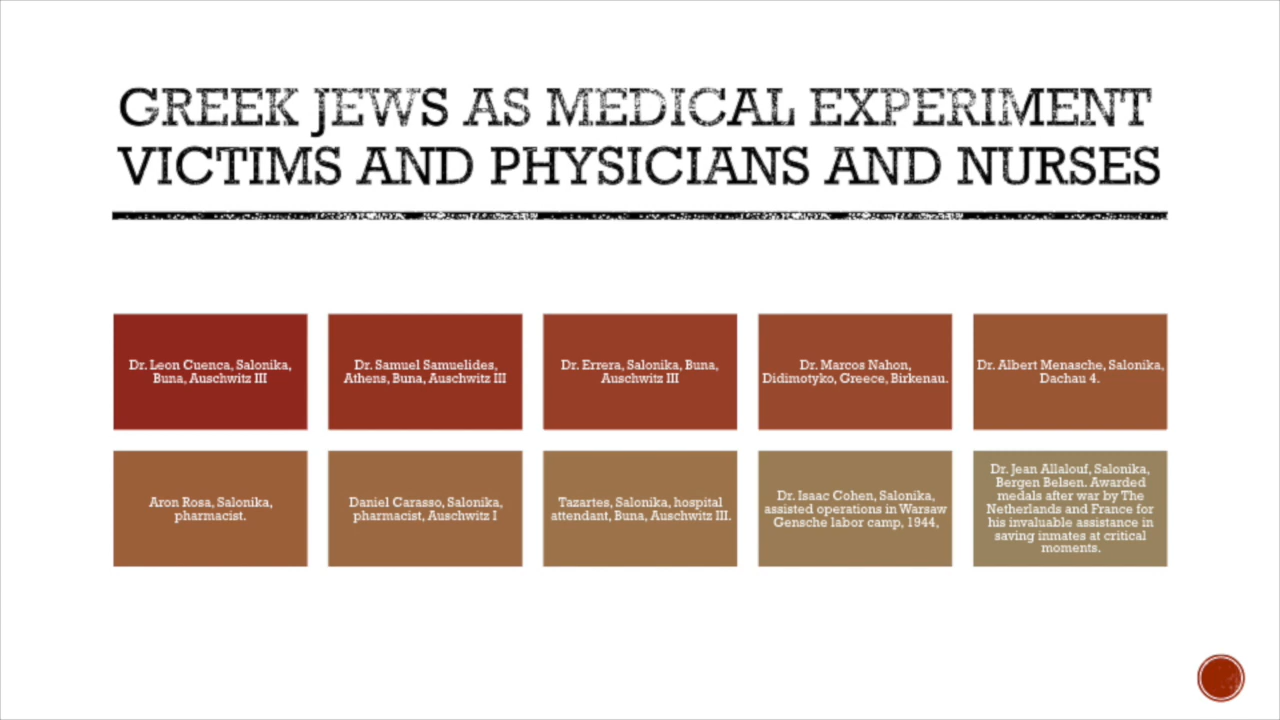 GREEK JEWS AS MEDICAL EXPERIMENT
VICTIMS AND PHYSICIANS AND NURSES
Dr. Leon Cuenca, Salonika,
Buna, Auschwitz III
Dr. Samuel Samuelides,
Athens, Buna, Auschwitz III
Dr. Errera, Salonika, Buna,
Auschwitz III
Dr. Marcos Nahon,
Didimotyko, Greece, Birkenau.
Dr. Albert Menasche, Salonika,
Dachau 4.
Aron Rosa, Salonika,
pharmacist.
Daniel Carasso, Salonika,
pharmacist, Auschwitz I
Tazartes, Salonika, hospital
attendant, Buna, Auschwitz III.
Dr. Isaac Cohen, Salonika,
assisted operations in Warsaw
Gensche labor camp, 1944,
Dr. Jean Allalouf, Salonika,
Bergen Belsen. Awarded
medals after war by The
Netherlands and France for
his invaluable assistance in
saving inmates at critical
moments.